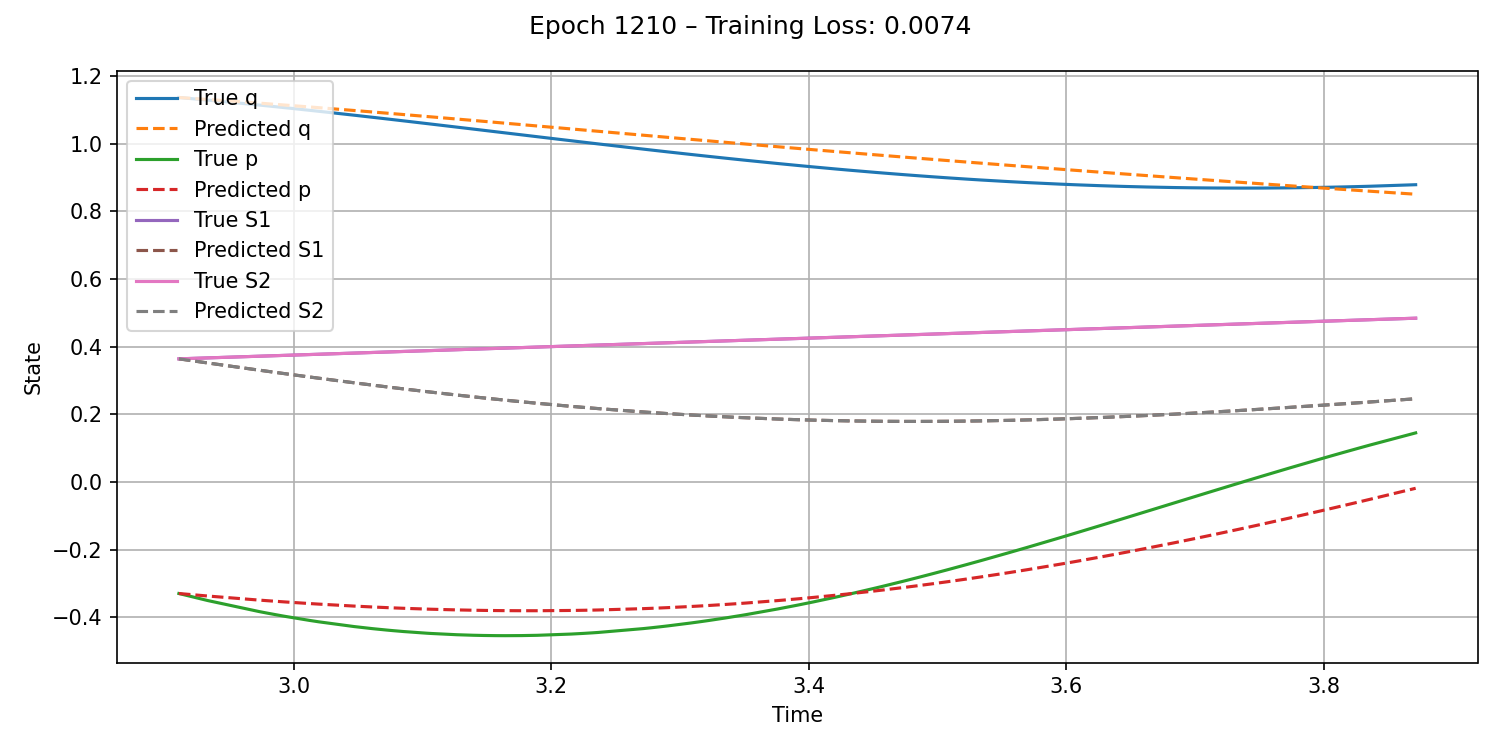 Epoch 1210 – Training Loss: 0.0074
1.2
1.0
0.8
0.6
0.4
0.2
0.0
−0.2
−0.4
State
True q
Predicted q
True p
Predicted p
True S1
Predicted S1
True S2
Predicted S2
3.0
3.2
3.4
3.6
3.8
Time